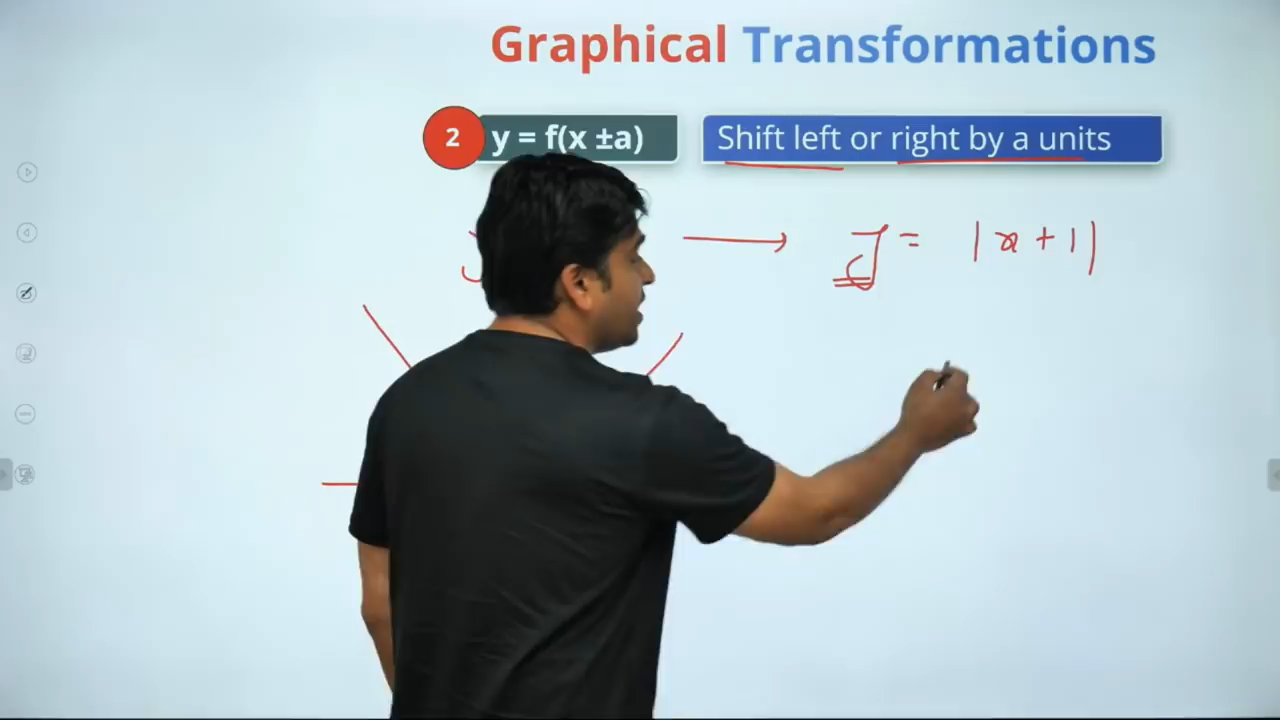 Graphical Transformations
2 y = f(x ±a) Shift left or right by a units
y = |x + 1|